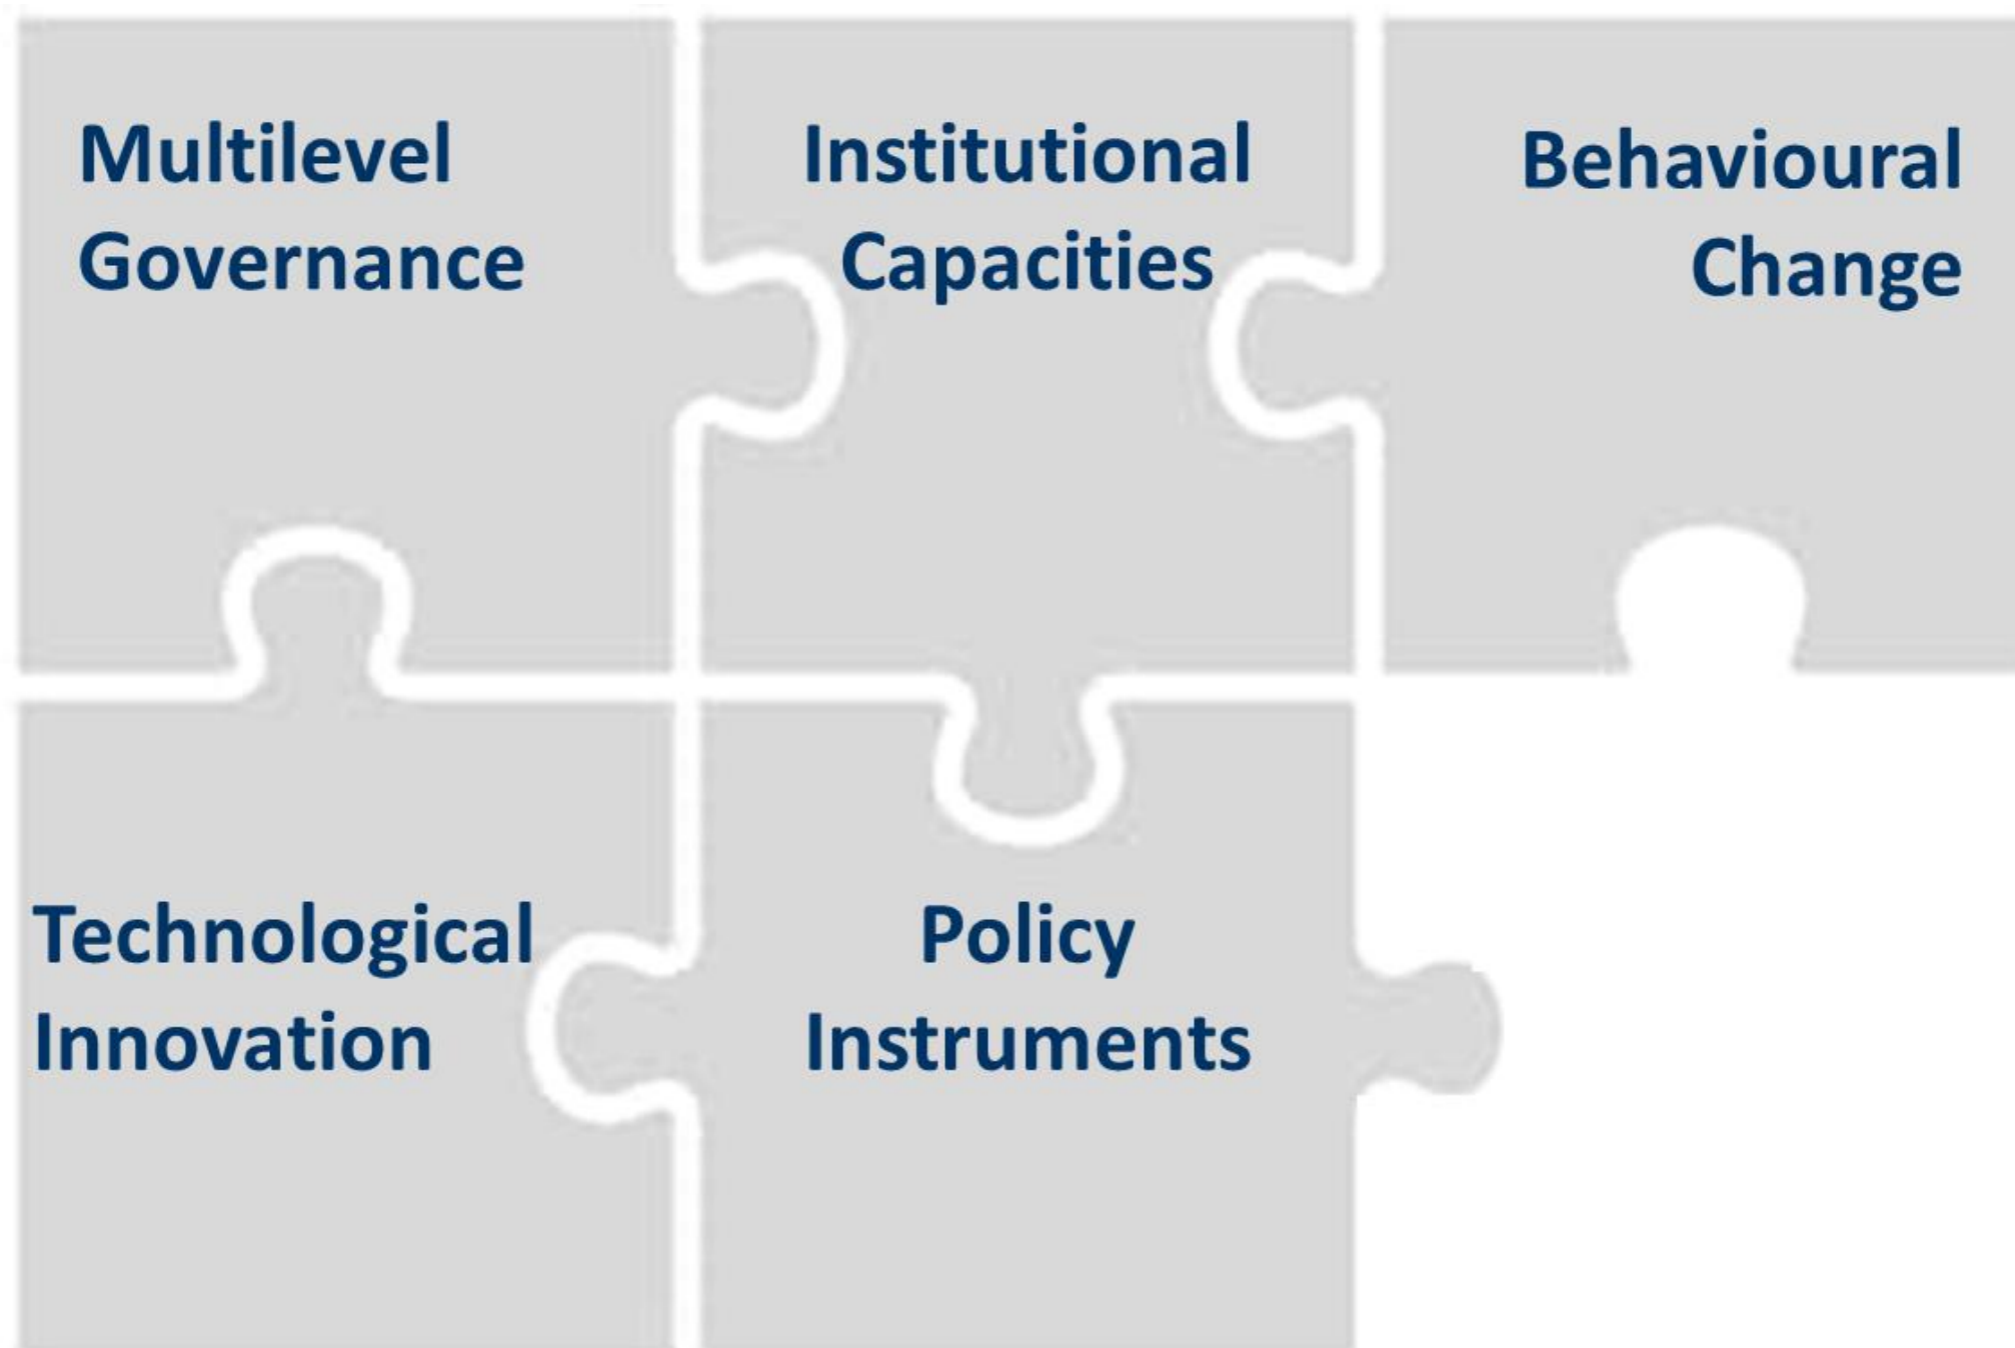 Multilevel
Governance
Institutional
Capacities
Behavioural
Change
Technological
Innovation
Policy
Instruments